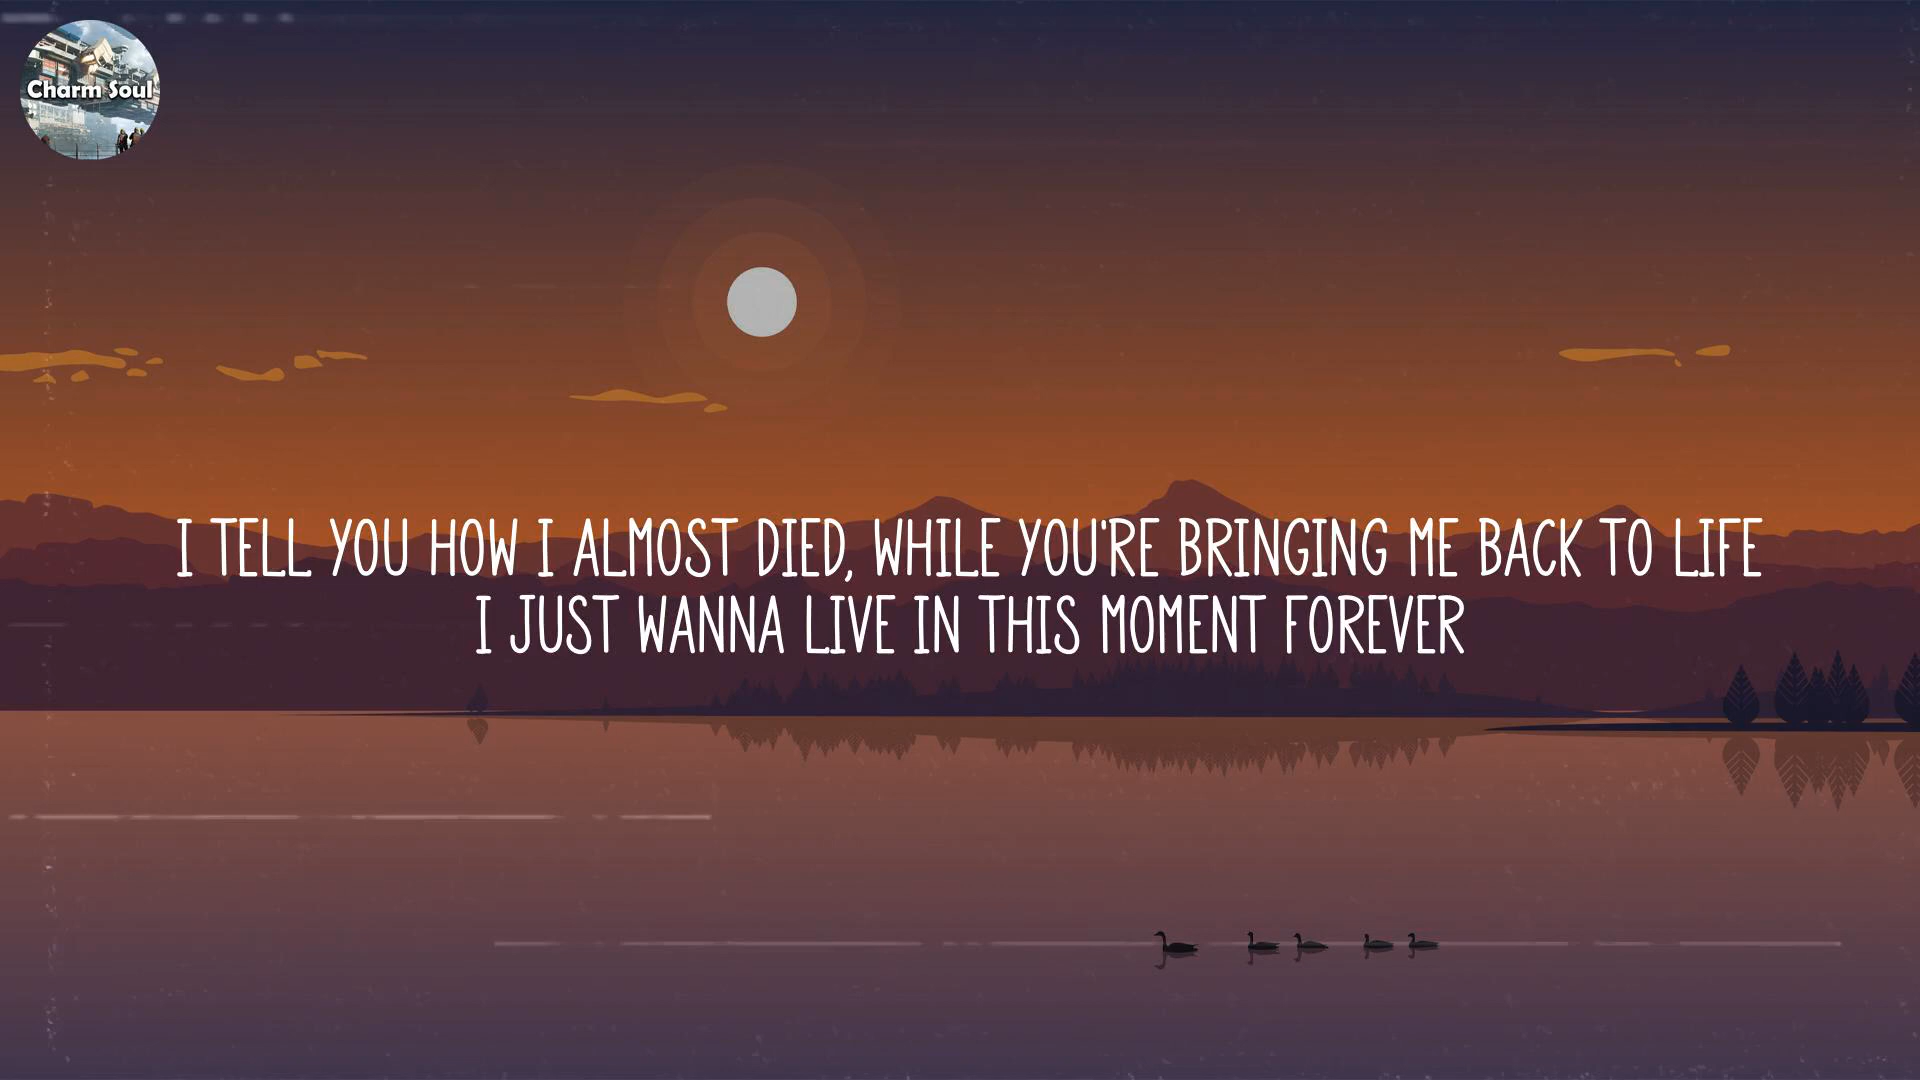 Charm Soul
I TELL YOU HOW I ALMOST DIED, WHILE YOU'RE BRINGING ME BACK TO LIFE
I JUST WANNA LIVE IN THIS MOMENT FOREVER